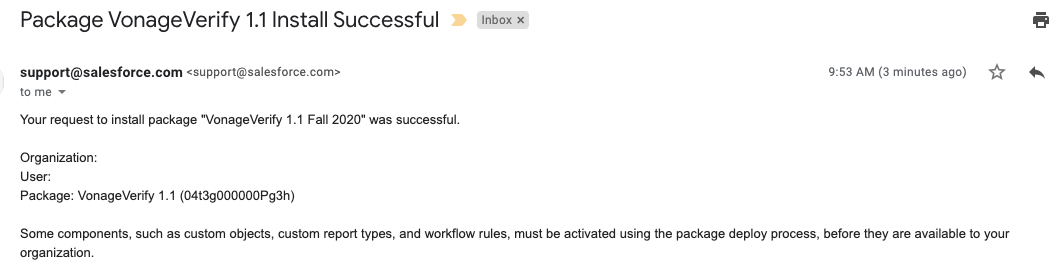 Package VonageVerify 1.1 Install Successful Inbox ×
support@salesforce.com <support@salesforce.com> 9:53 AM (3 minutes ago)
to me
Your request to install package "VonageVerify 1.1 Fall 2020" was successful.
Organization:
User:
Package: VonageVerify 1.1 (04t3g000000Pg3h)
Some components, such as custom objects, custom report types, and workflow rules, must be activated using the package deploy process, before they are available to your
organization.